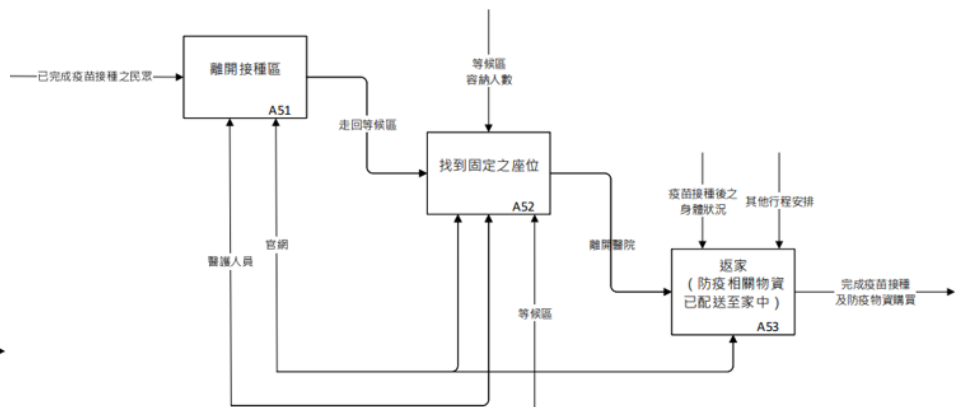 已完成疫苗接種之民眾
離開接種區
A51
走回等候區
等候區
容納人數
找到固定之座位
A52
醫護人員
官網
等候區
離開醫院
疫苗接種後之
身體狀況
其他行程安排
返家
(防疫相關物資
已配送至家中)
A53
完成疫苗接種
及防疫物資購買